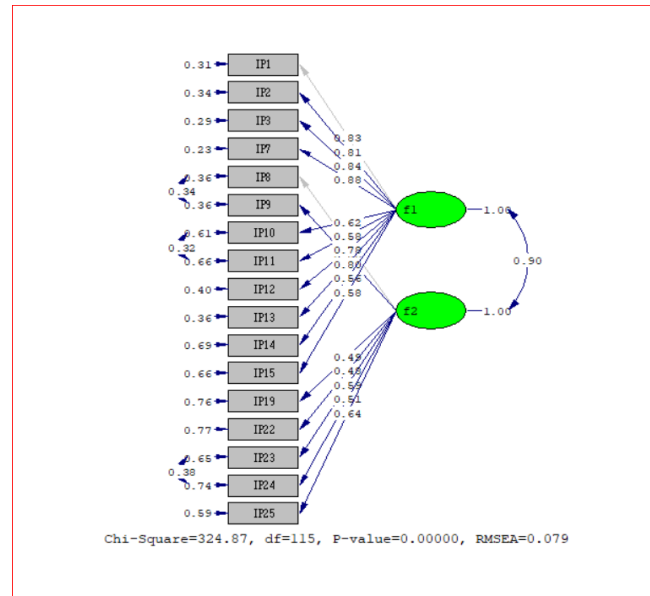 0.31 IP1
0.34 IP2
0.29 IP3
0.83
0.23 IP7
0.81
0.84
0.36 IP8
0.88
0.34
0.36 IP9
f1 1.00
0.62
0.61 IP10
0.58
0.32
0.78
0.66 IP11
0.90
0.80
0.56
0.40 IP12
0.58
0.36 IP13
f2 1.00
0.69 IP14
0.49
0.66 IP15
0.48
0.59
0.76 IP19
0.51
0.64
0.77 IP22
0.65 IP23
0.38
0.74 IP24
0.59 IP25
Chi-Square=324.87, df=115, P-value=0.00000, RMSEA=0.079